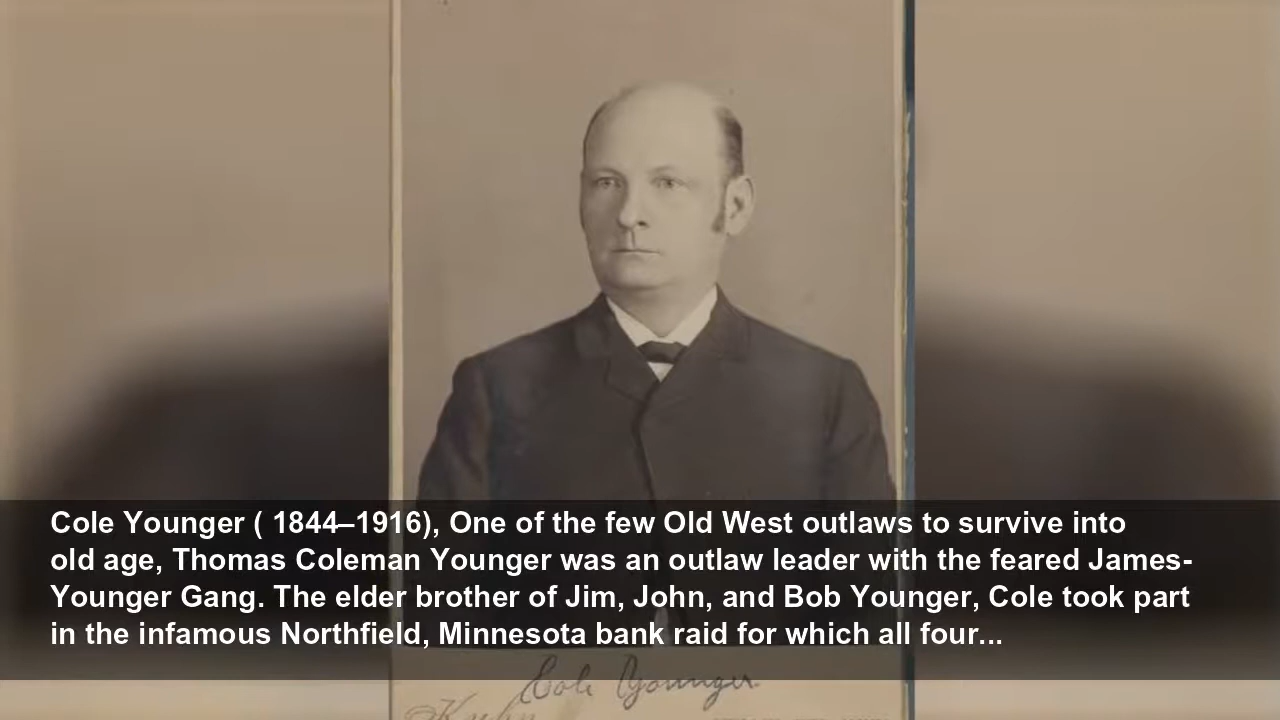 Cole Younger ( 1844–1916), One of the few Old West outlaws to survive into
old age, Thomas Coleman Younger was an outlaw leader with the feared James-
Younger Gang. The elder brother of Jim, John, and Bob Younger, Cole took part
in the infamous Northfield, Minnesota bank raid for which all four...
Cole Younger